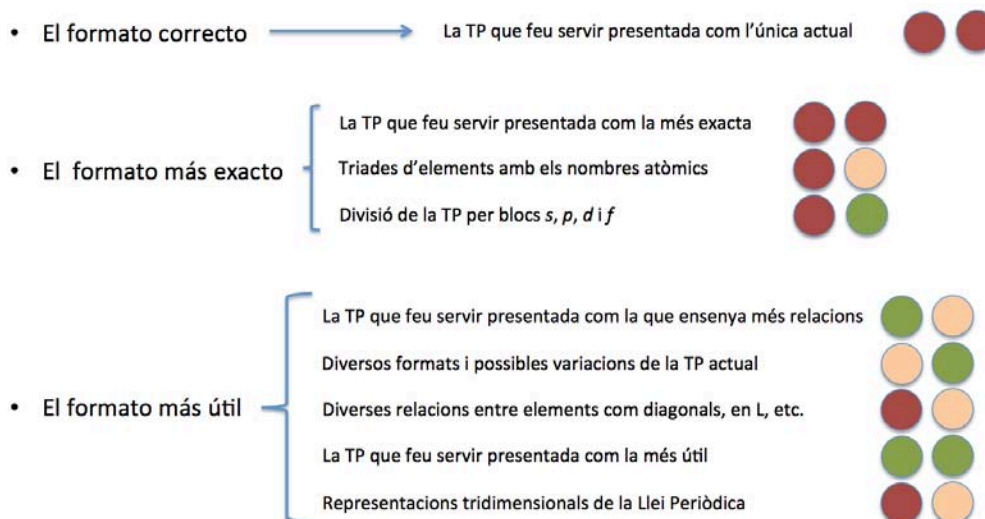 • El formato correcto La TP que feu servir presentada com l'única actual
La TP que feu servir presentada com la més exacta
• El formato más exacto Triades d'elements amb els nombres atòmics
Divisió de la TP per blocs s, p, d i f
La TP que feu servir presentada com la que ensenya més relacions
Diversos formats i possibles variacions de la TP actual
• El formato más útil Diverses relacions entre elements com diagonals, en L, etc.
La TP que feu servir presentada com la més útil
Representacions tridimensionals de la Llei Periòdica